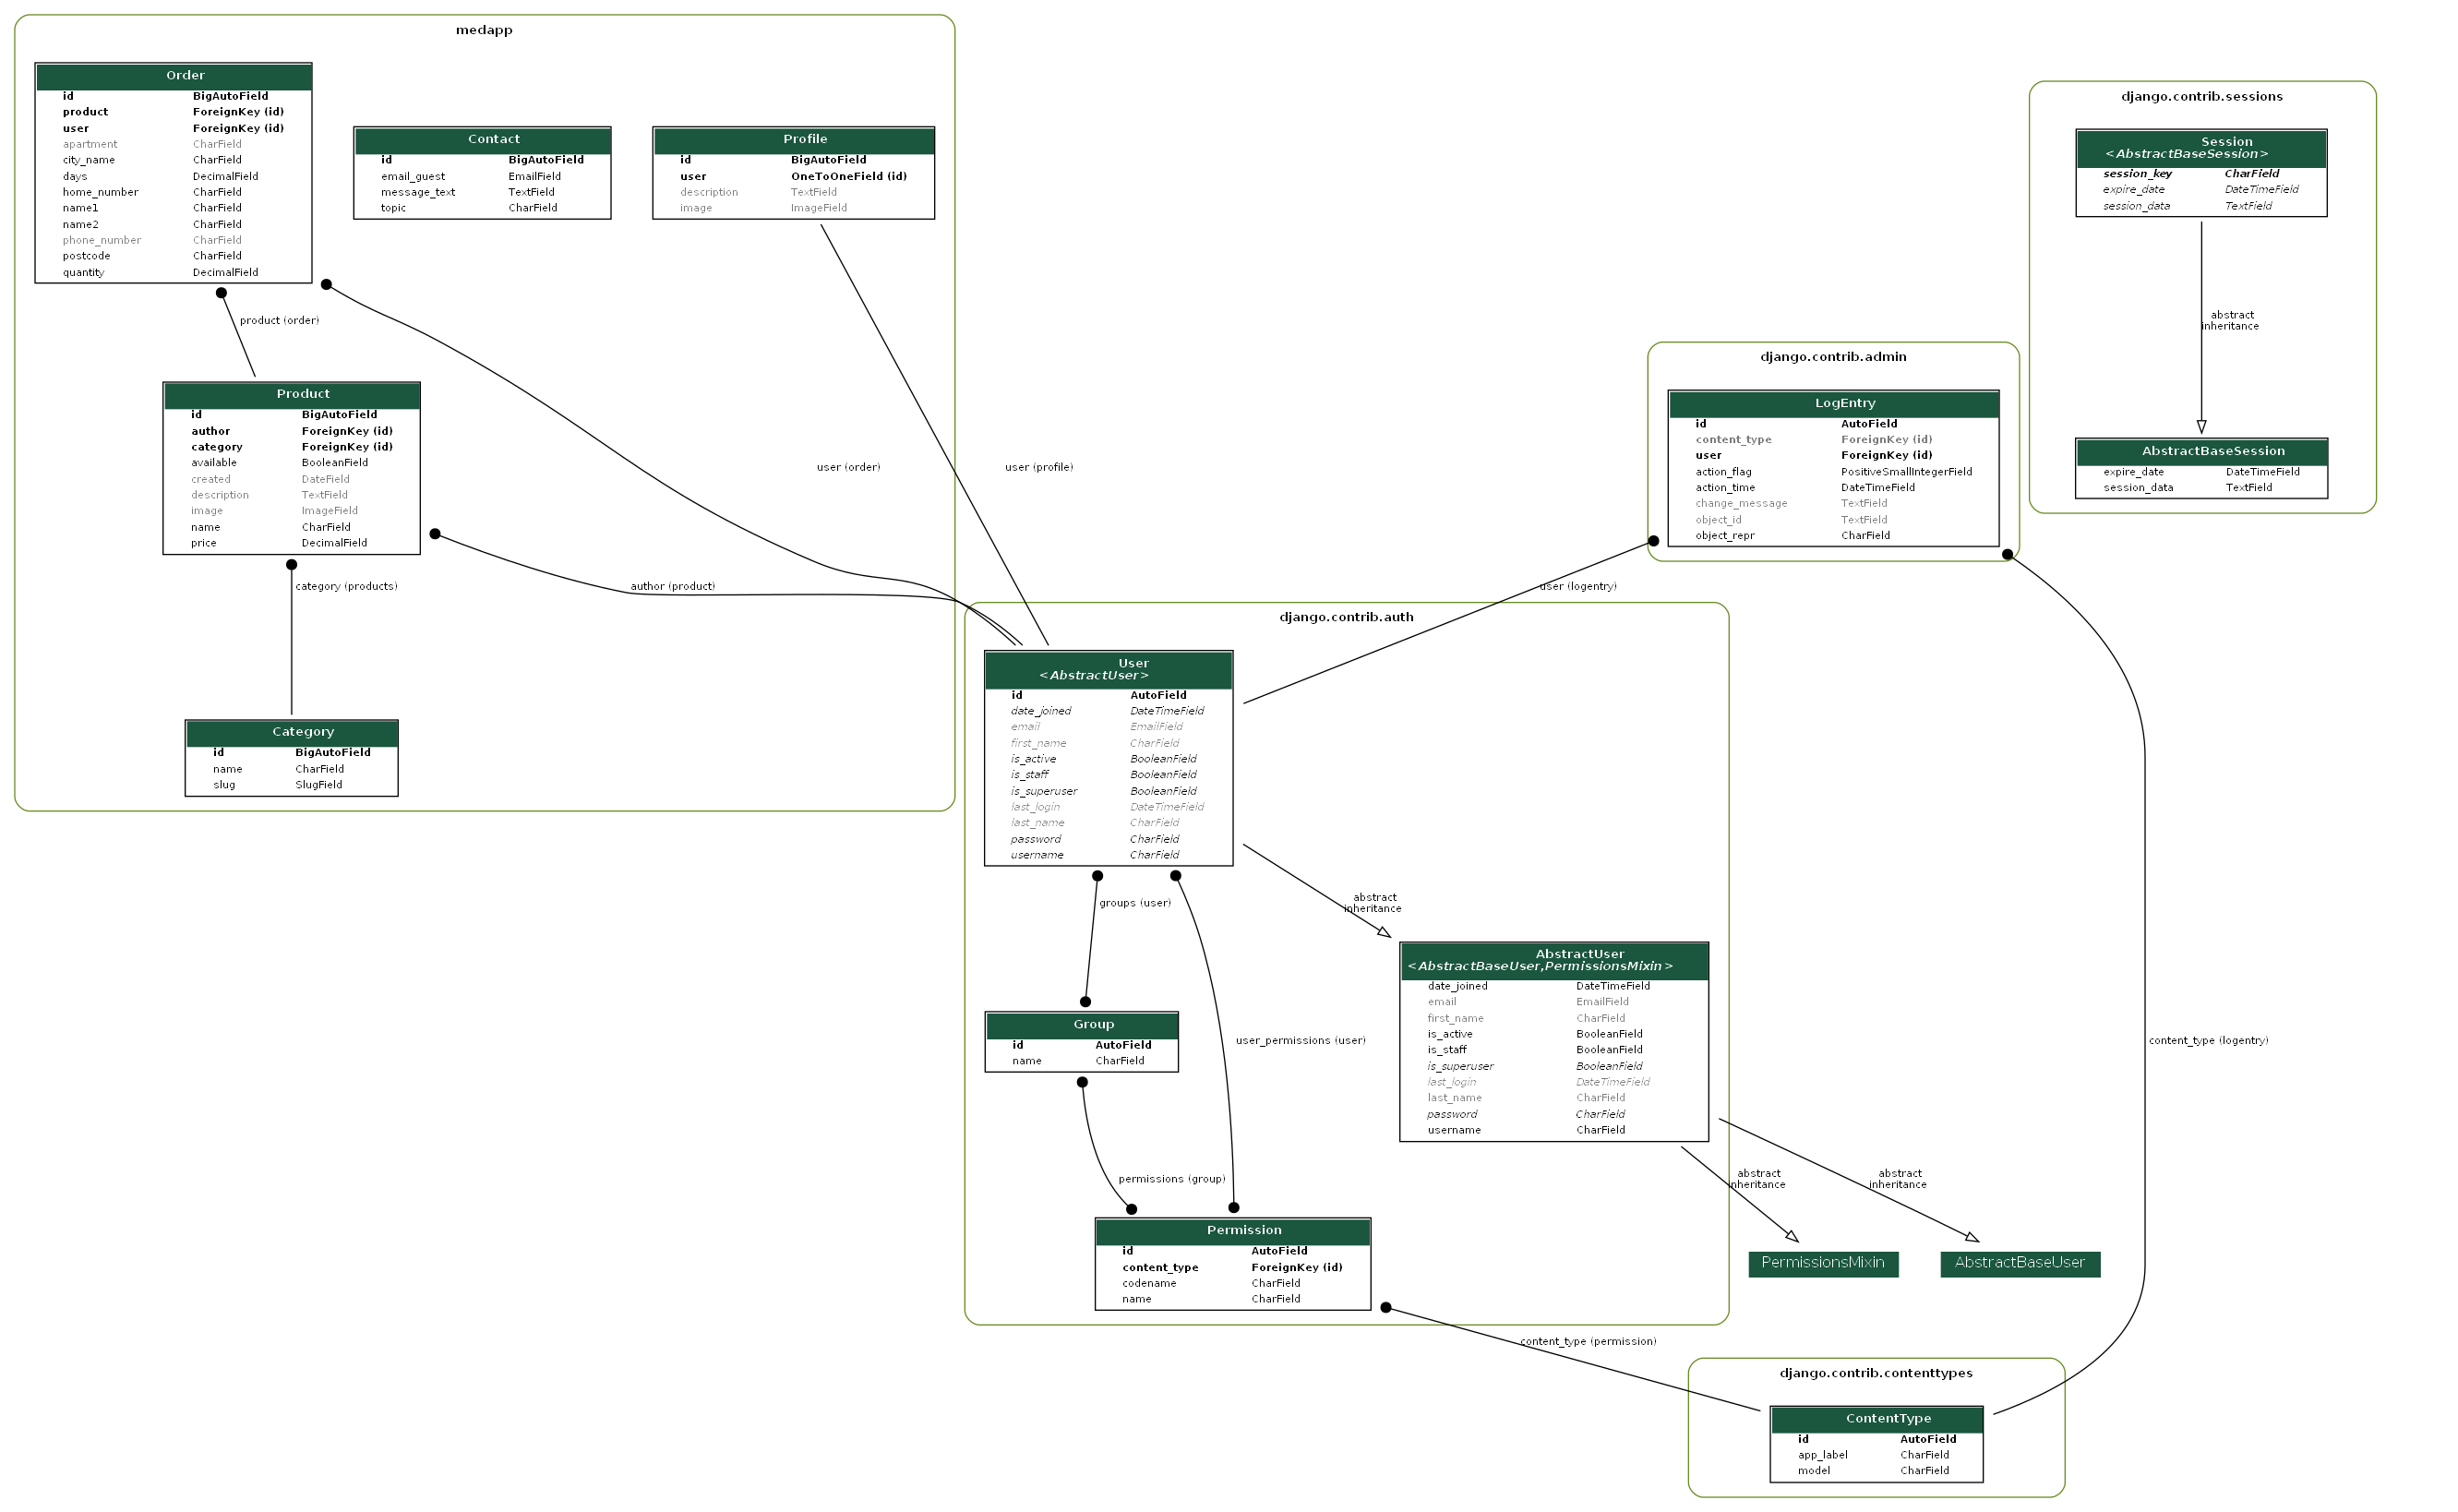 medapp
Order
id BigAutoField
product ForeignKey (id)
user ForeignKey (id)
apartment CharField
city_name CharField
days DecimalField
home_number CharField
name1 CharField
name2 CharField
phone_number CharField
postcode CharField
quantity DecimalField
Contact
id BigAutoField
email_guest EmailField
message_text TextField
topic CharField
Profile
id BigAutoField
user OneToOneField (id)
description TextField
image ImageField
product (order)
user (order)
user (profile)
Product
id BigAutoField
author ForeignKey (id)
category ForeignKey (id)
available BooleanField
created DateField
description TextField
image ImageField
name CharField
price DecimalField
category (products)
author (product)
Category
id BigAutoField
name CharField
slug SlugField
django.contrib.sessions
Session
<AbstractBaseSession>
session_key CharField
expire_date DateTimeField
session_data TextField
abstract
inheritance
AbstractBaseSession
expire_date DateTimeField
session_data TextField
django.contrib.admin
LogEntry
id AutoField
content_type ForeignKey (id)
user ForeignKey (id)
action_flag PositiveSmallIntegerField
action_time DateTimeField
change_message TextField
object_id TextField
object_repr CharField
user (logentry)
content_type (logentry)
django.contrib.auth
User
<AbstractUser>
id AutoField
date_joined DateTimeField
email EmailField
first_name CharField
is_active BooleanField
is_staff BooleanField
is_superuser BooleanField
last_login DateTimeField
last_name CharField
password CharField
username CharField
groups (user)
abstract
inheritance
user_permissions (user)
Group
id AutoField
name CharField
AbstractUser
<AbstractBaseUser,PermissionsMixin>
date_joined DateTimeField
email EmailField
first_name CharField
is_active BooleanField
is_staff BooleanField
is_superuser BooleanField
last_login DateTimeField
last_name CharField
password CharField
username CharField
permissions (group)
abstract
inheritance
abstract
inheritance
Permission
id AutoField
content_type ForeignKey (id)
codename CharField
name CharField
PermissionsMixin
AbstractBaseUser
content_type (permission)
django.contrib.contenttypes
ContentType
id AutoField
app_label CharField
model CharField